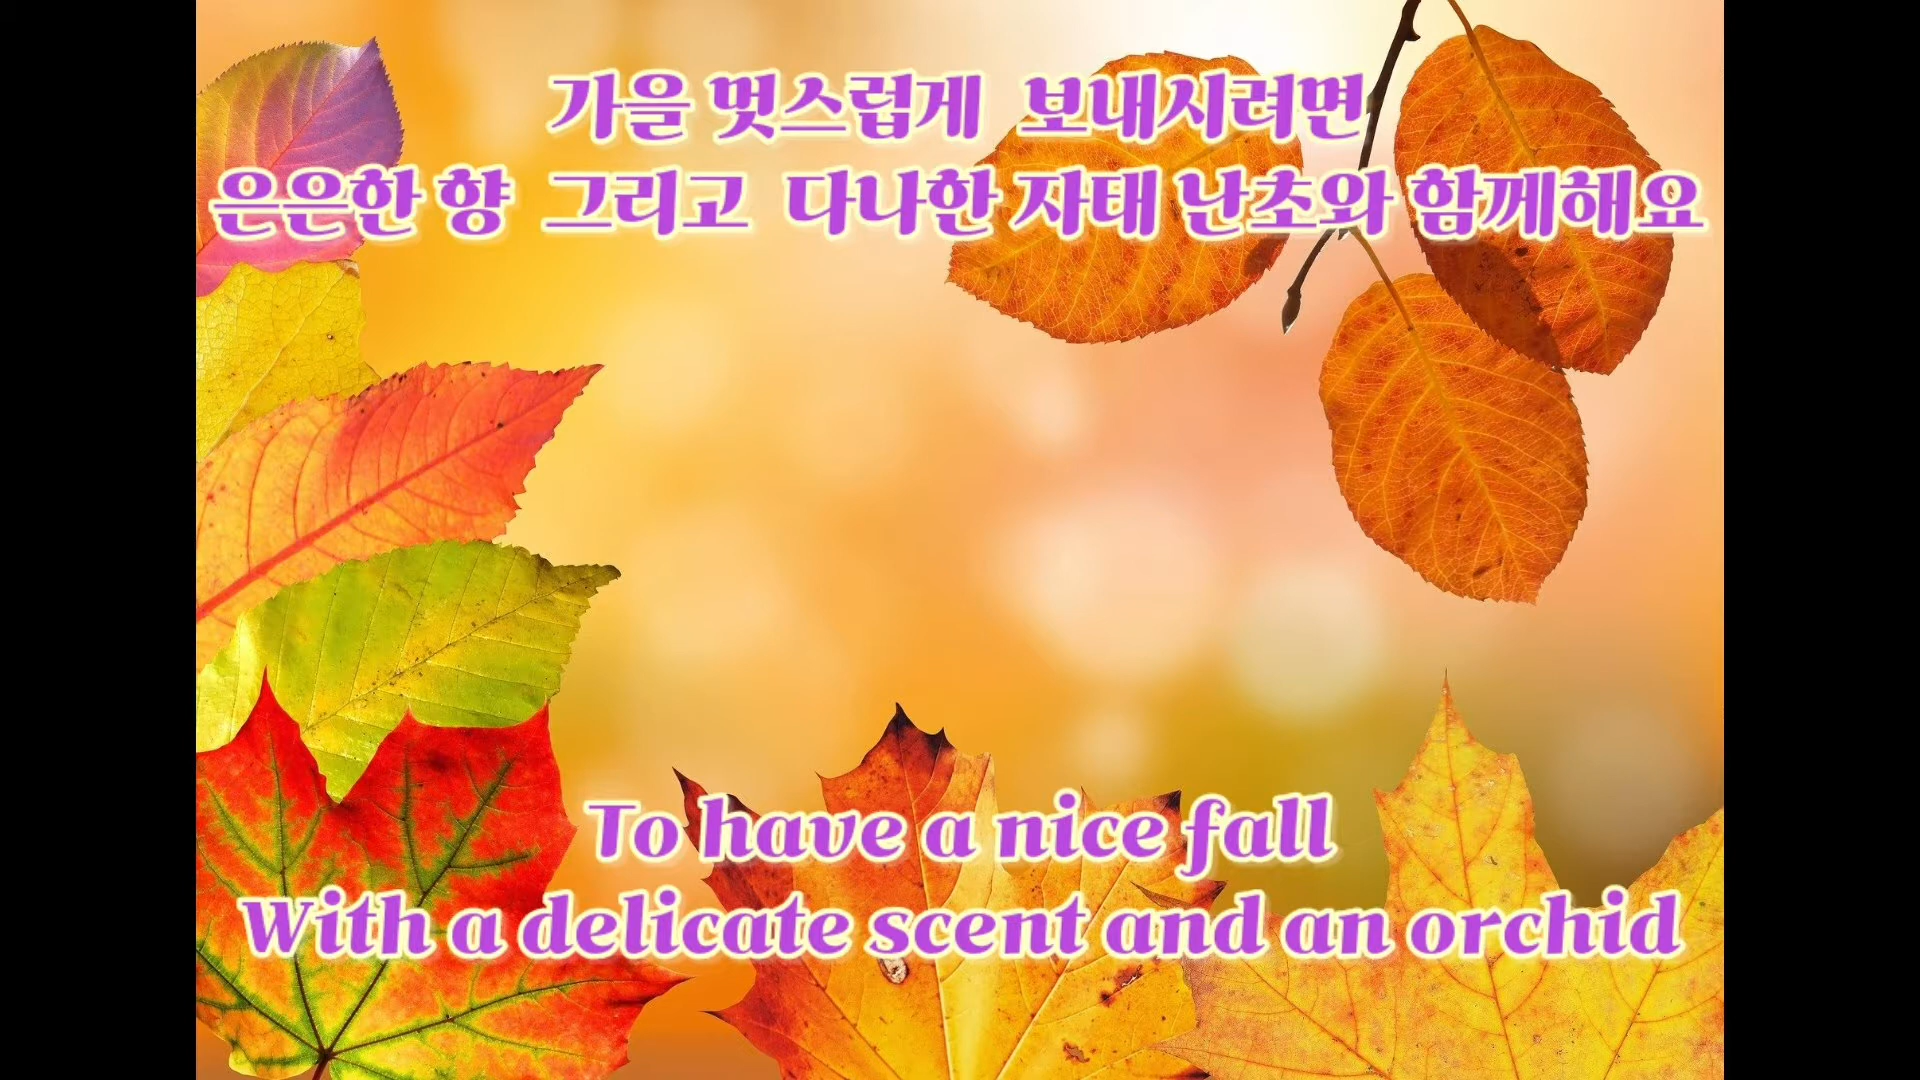 가을 멋스럽게 보내시려면
은은한 향 그리고 다나한 자태 난초와 함께해요
To have a nice fall
With a delicate scent and an orchid